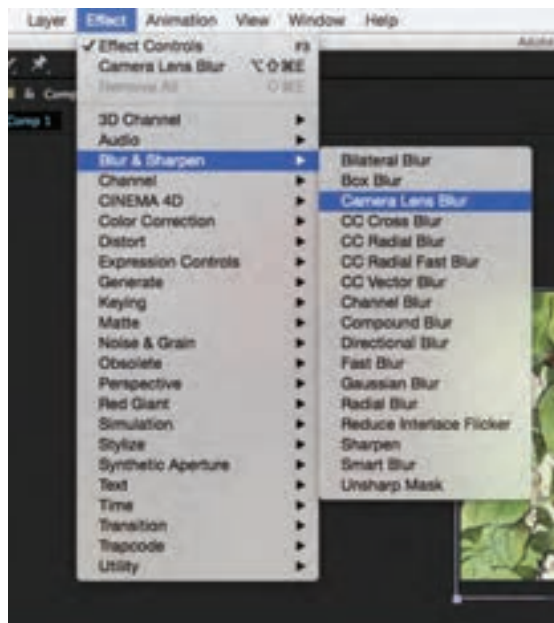 Layer Effect Animation View Window Help
Adobe
✓ Effect Controls F3
Camera Lens Blur ⌥⇧⌘E
Remove All ⇧⌘E
& Comp
Comp 1
3D Channel
Audio
Blur & Sharpen
Channel
CINEMA 4D
Color Correction
Distort
Expression Controls
Generate
Keying
Matte
Noise & Grain
Obsolete
Perspective
Red Giant
Simulation
Stylize
Synthetic Aperture
Text
Time
Transition
Trapcode
Utility
Bilateral Blur
Box Blur
Camera Lens Blur
CC Cross Blur
CC Radial Blur
CC Radial Fast Blur
CC Vector Blur
Channel Blur
Compound Blur
Directional Blur
Fast Blur
Gaussian Blur
Radial Blur
Reduce Interlace Flicker
Sharpen
Smart Blur
Unsharp Mask